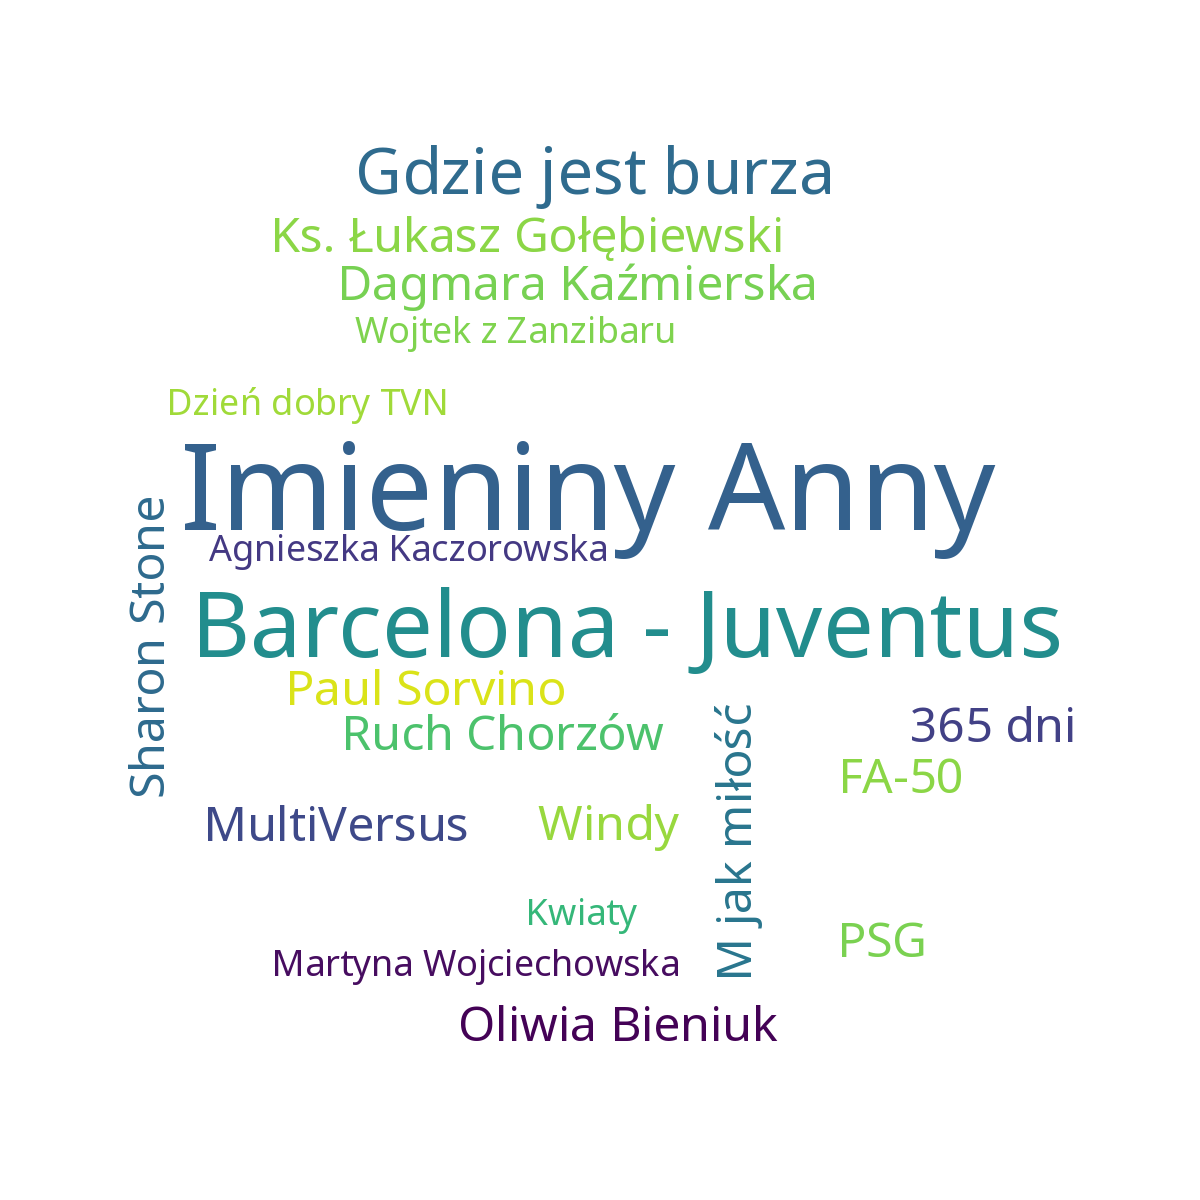 Gdzie jest burza
Ks. Łukasz Gołębiewski
Dagmara Kaźmierska
Wojtek z Zanzibaru
Dzień dobry TVN
Imieniny Anny
Agnieszka Kaczorowska
Sharon Stone
Barcelona - Juventus
Paul Sorvino
Ruch Chorzów
365 dni
FA-50
MultiVersus
Windy
M jak miłość
Kwiaty
PSG
Martyna Wojciechowska
Oliwia Bieniuk